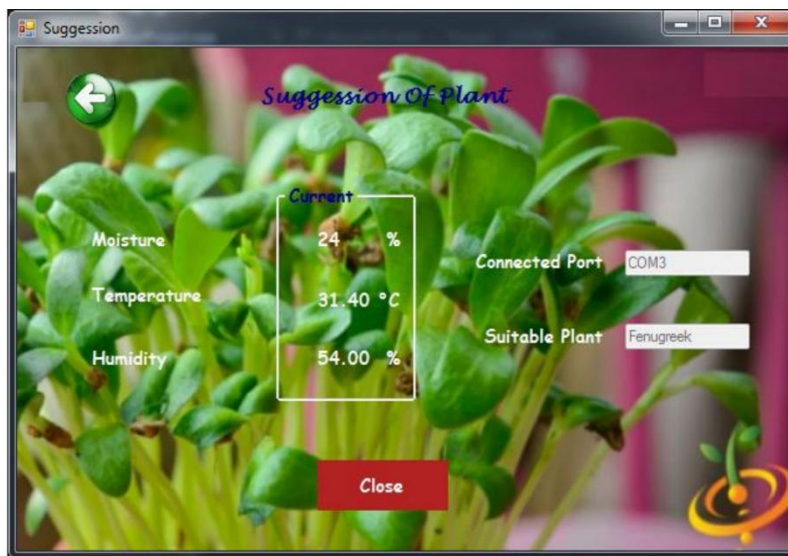 Suggession
Suggession Of Plant
Current
Moisture 24 %
Temperature 31.40 °C
Humidity 54.00 %
Connected Port COM3
Suitable Plant Fenugreek
Close